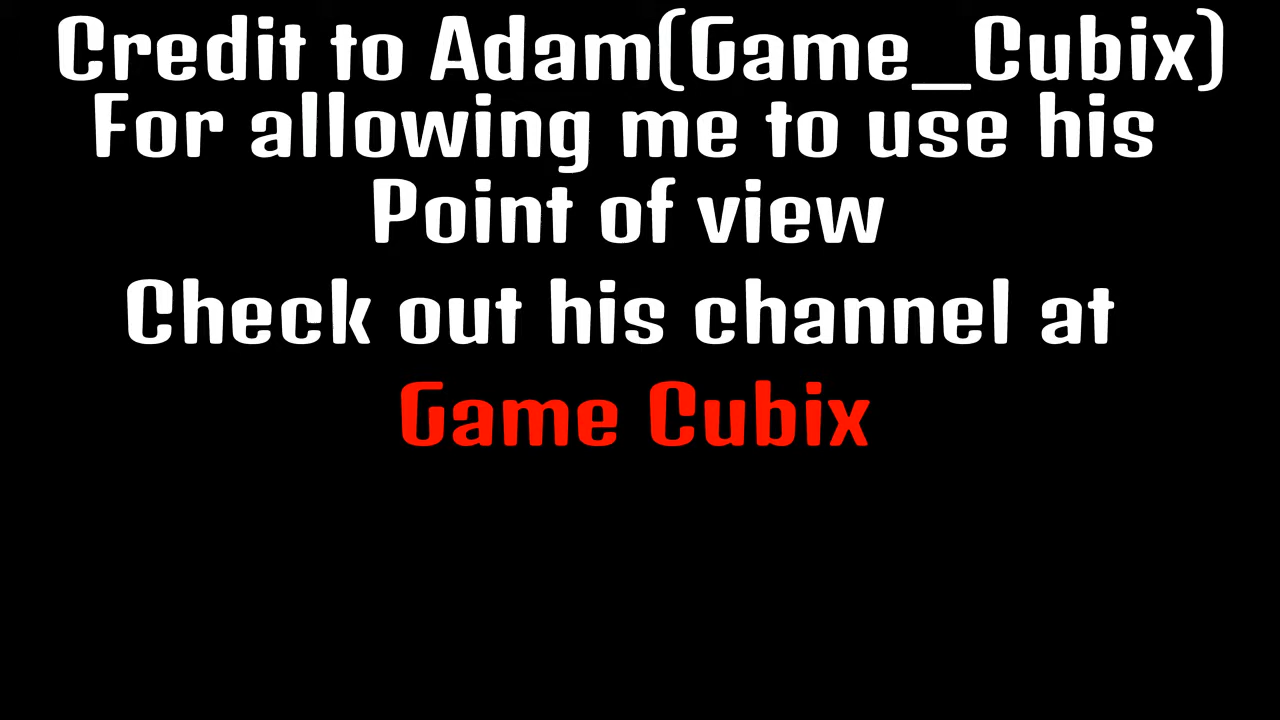 Credit to Adam(Game_Cubix)
For allowing me to use his
Point of view
Check out his channel at
Game Cubix